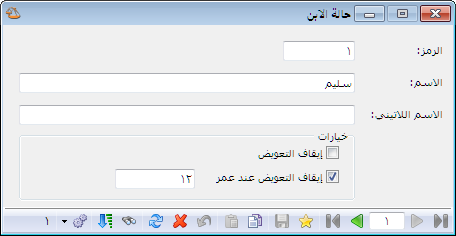 حالة الابن
الرمز:
١
الاسم:
سليم
الاسم اللاتيني:
خيارات
إيقاف التعويض
إيقاف التعويض عند عمر
١٢
١
١